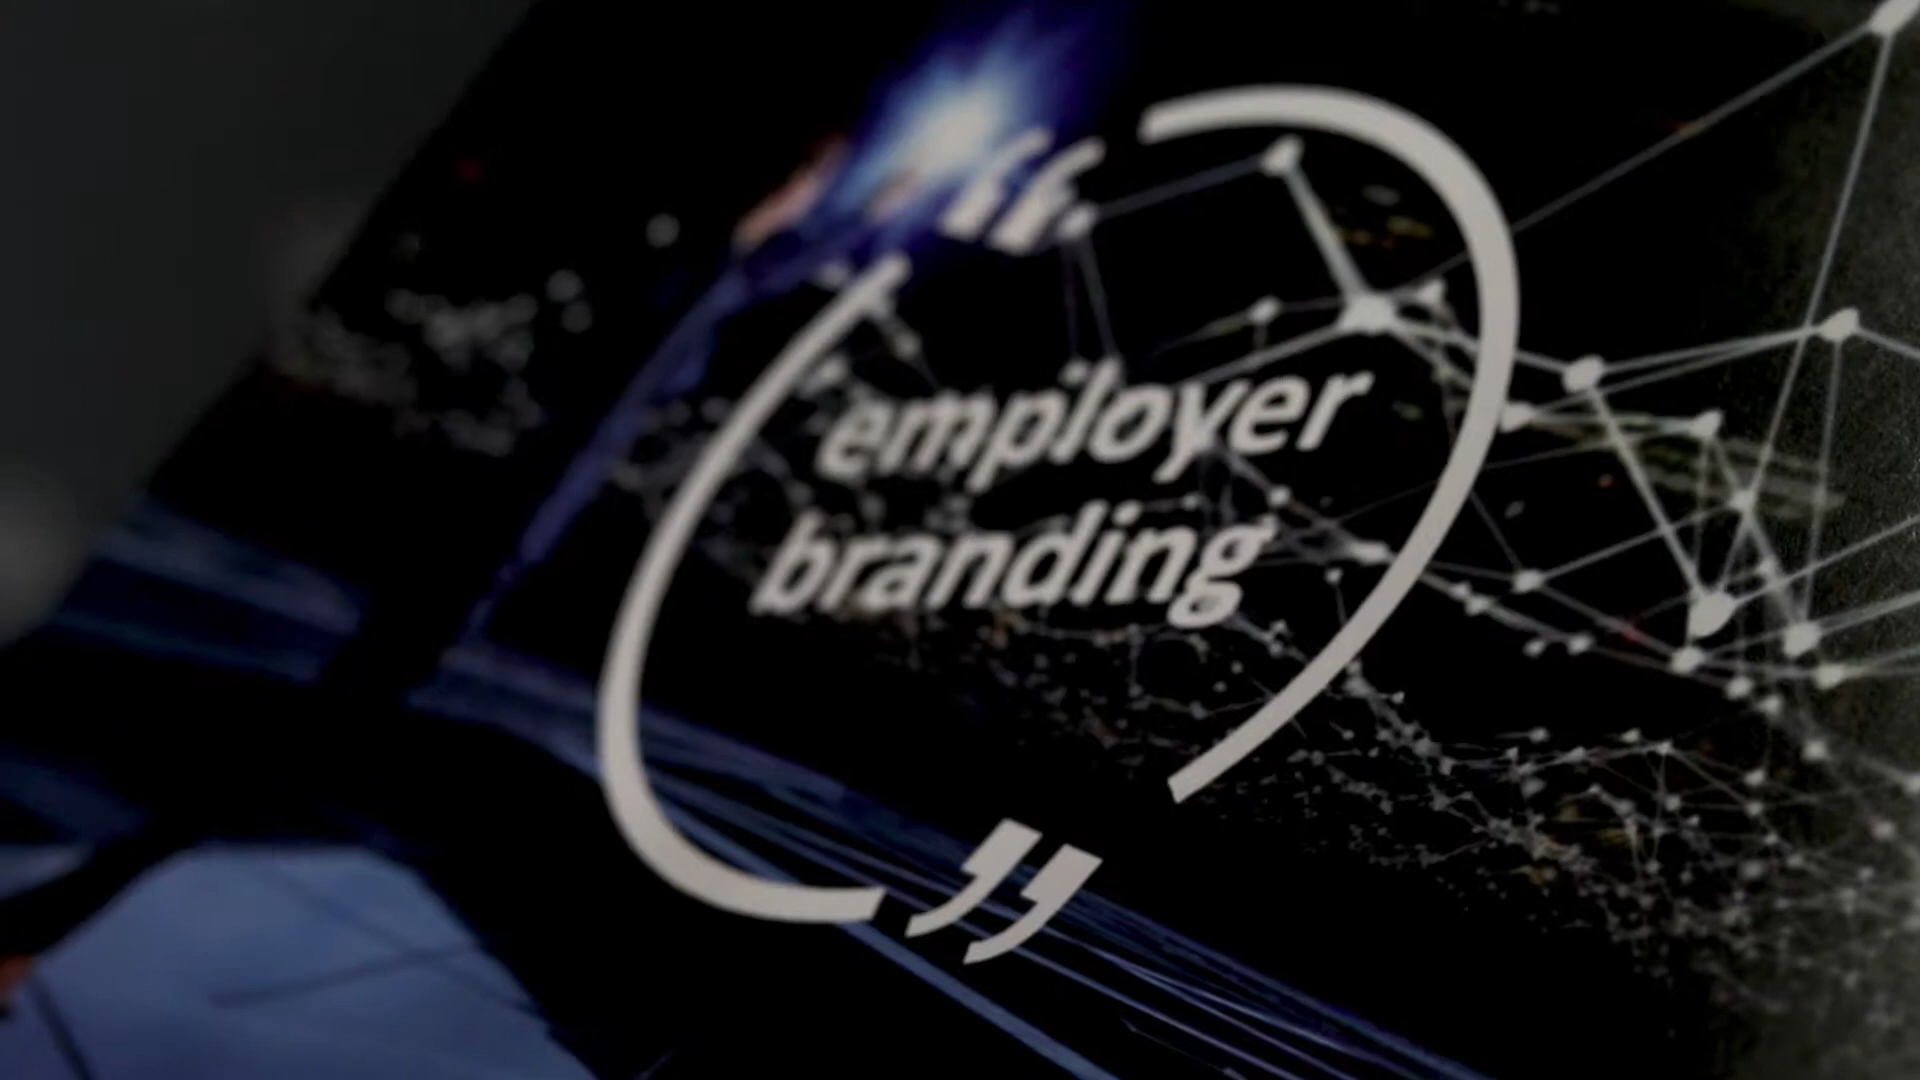 “
employer
branding
”